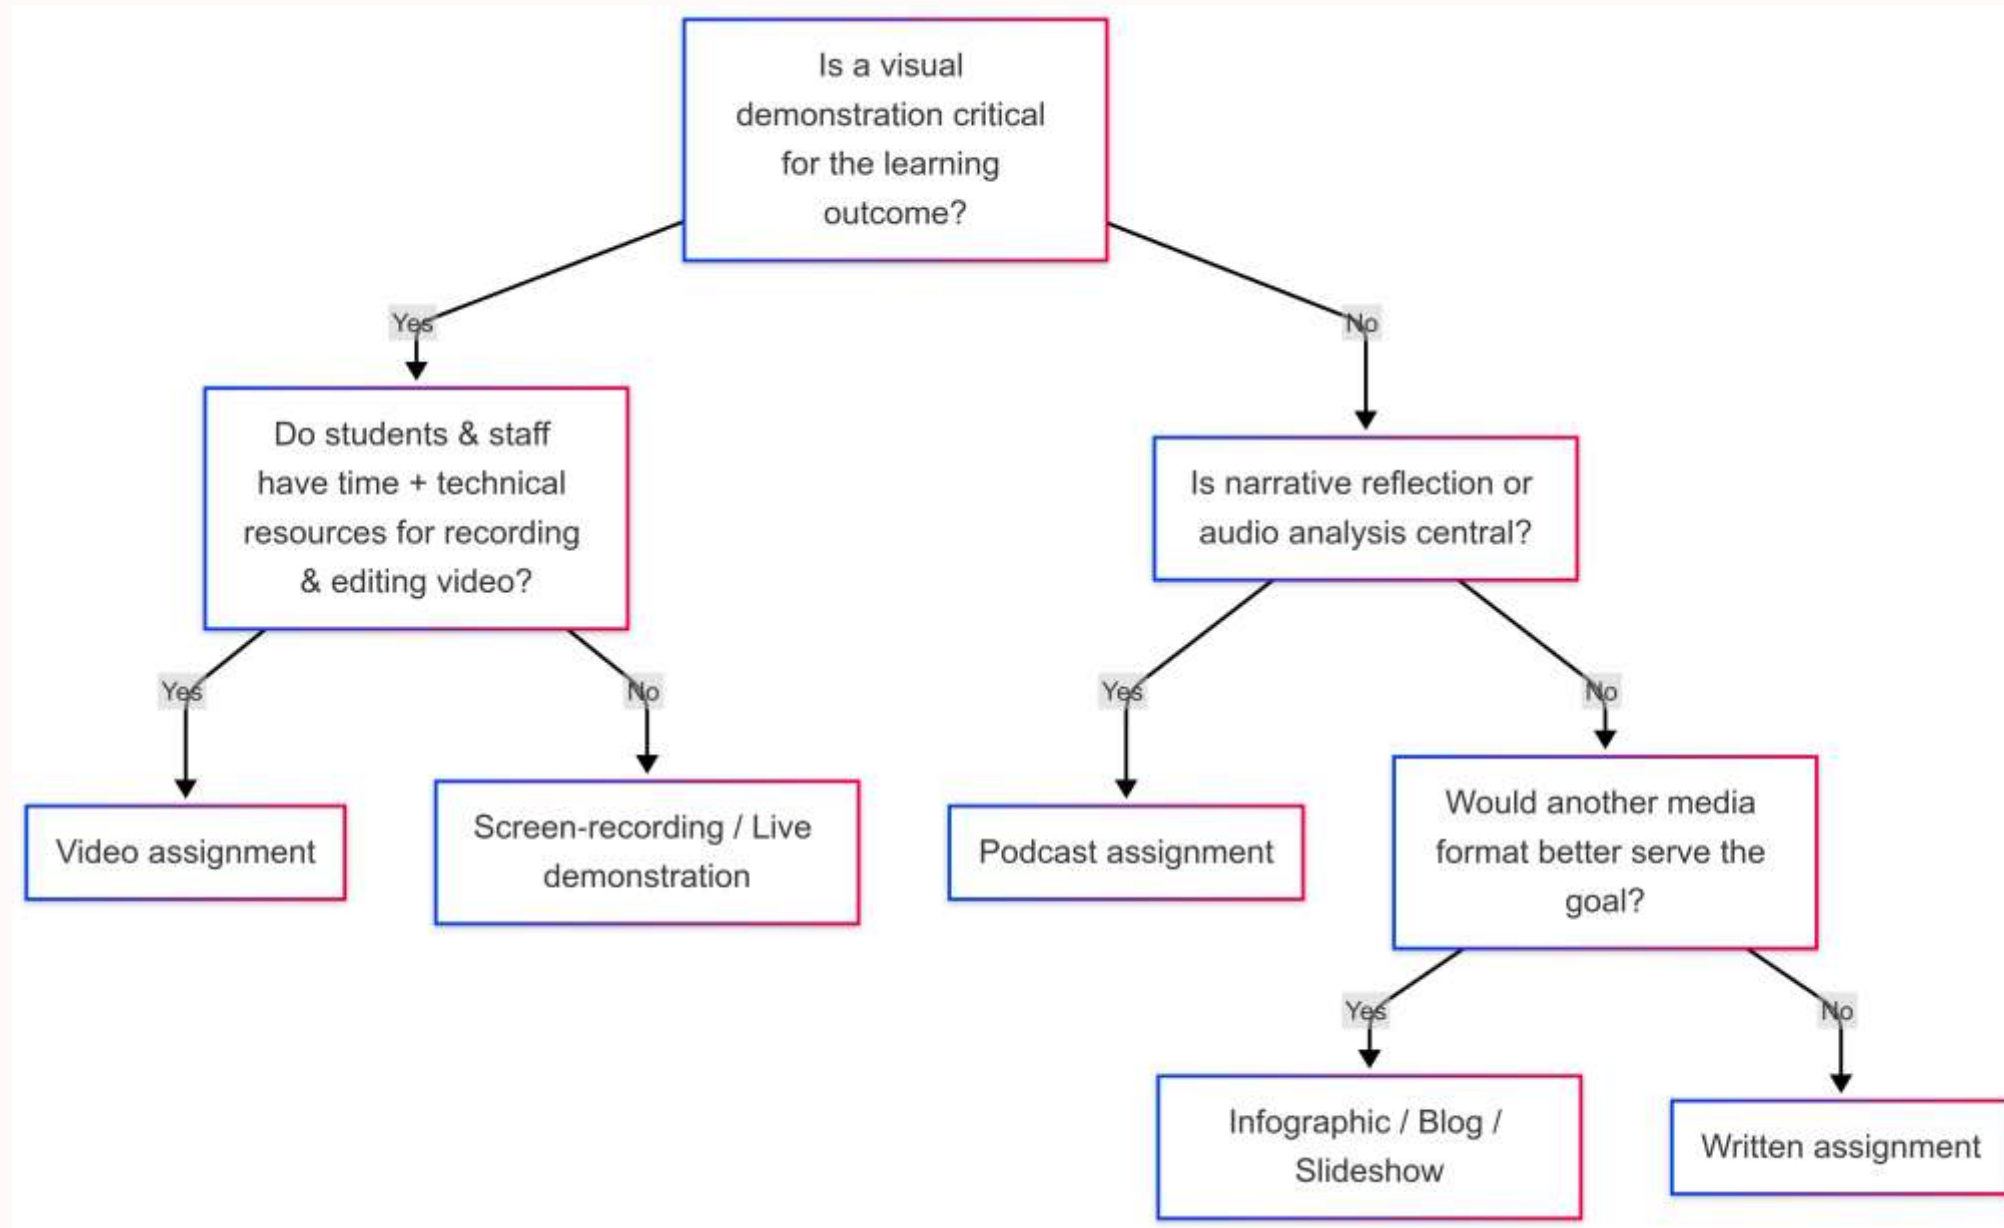 Is a visual
demonstration critical
for the learning
outcome?
Yes
No
Do students & staff
have time + technical
resources for recording
& editing video?
Is narrative reflection or
audio analysis central?
Yes
No
Yes
No
Video assignment
Screen-recording / Live
demonstration
Podcast assignment
Would another media
format better serve the
goal?
Yes
No
Infographic / Blog /
Slideshow
Written assignment